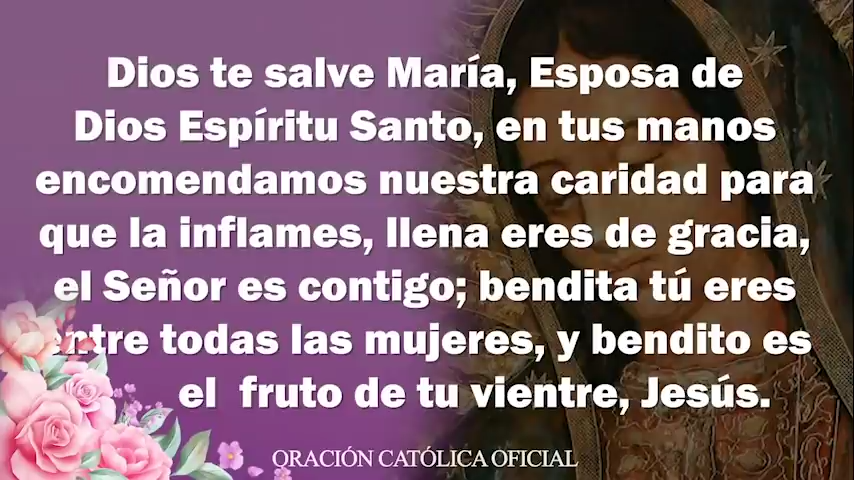 Dios te salve María, Esposa de
Dios Espíritu Santo, en tus manos
encomendamos nuestra caridad para
que la inflames, llena eres de gracia,
el Señor es contigo; bendita tú eres
entre todas las mujeres, y bendito es
el fruto de tu vientre, Jesús.
ORACIÓN CATÓLICA OFICIAL